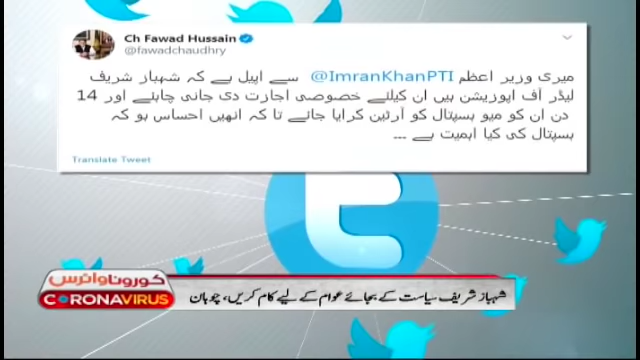 Ch Fawad Hussain
@fawadchaudhry
میری وزیر اعظم @ImranKhanPTI سے اپیل ہے کہ شہباز شریف
لیڈر آف اپوزیشن ہیں ان کیلئے خصوصی اجازت دی جانی چاہئے اور 14
دن ان کو میو ہسپتال کو آرٹین کرایا جائے تا کہ انھیں احساس ہو کہ
ہسپتال کی کیا اہمیت ہے ...
Translate Tweet
کورونا وائرس
CORONAVIRUS
شہباز شریف سیاست کے بجائے عوام کے لیے کام کریں، چوہان